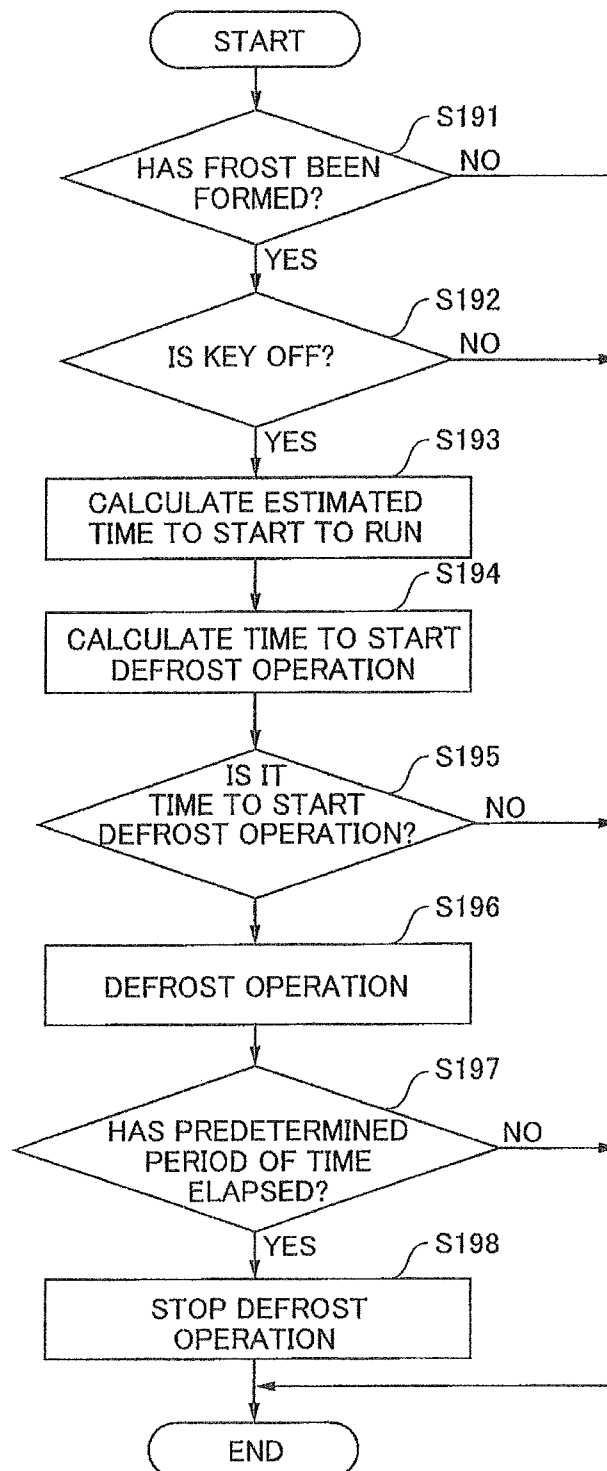 START
S191
HAS FROST BEEN
FORMED?
NO
YES
S192
IS KEY OFF?
NO
YES
S193
CALCULATE ESTIMATED
TIME TO START TO RUN
S194
CALCULATE TIME TO START
DEFROST OPERATION
S195
IS IT
TIME TO START
DEFROST OPERATION?
NO
S196
DEFROST OPERATION
S197
HAS PREDETERMINED
PERIOD OF TIME
ELAPSED?
NO
YES
S198
STOP DEFROST
OPERATION
END